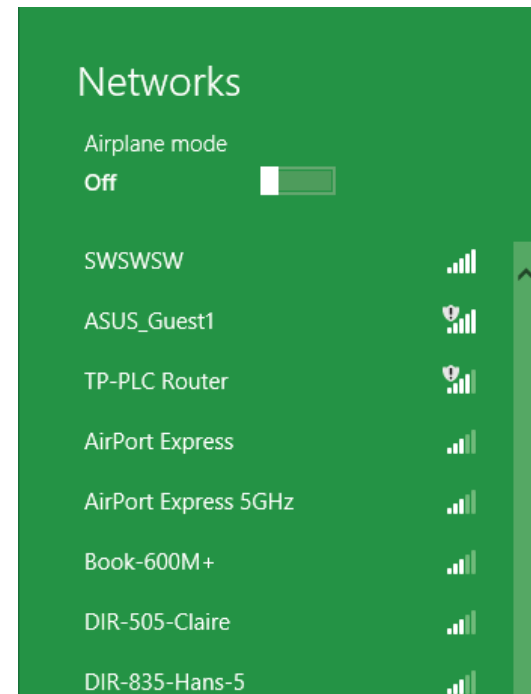 Networks
Airplane mode
Off
SWSWSW
ASUS_Guest1
TP-PLC Router
AirPort Express
AirPort Express 5GHz
Book-600M+
DIR-505-Claire
DIR-835-Hans-5